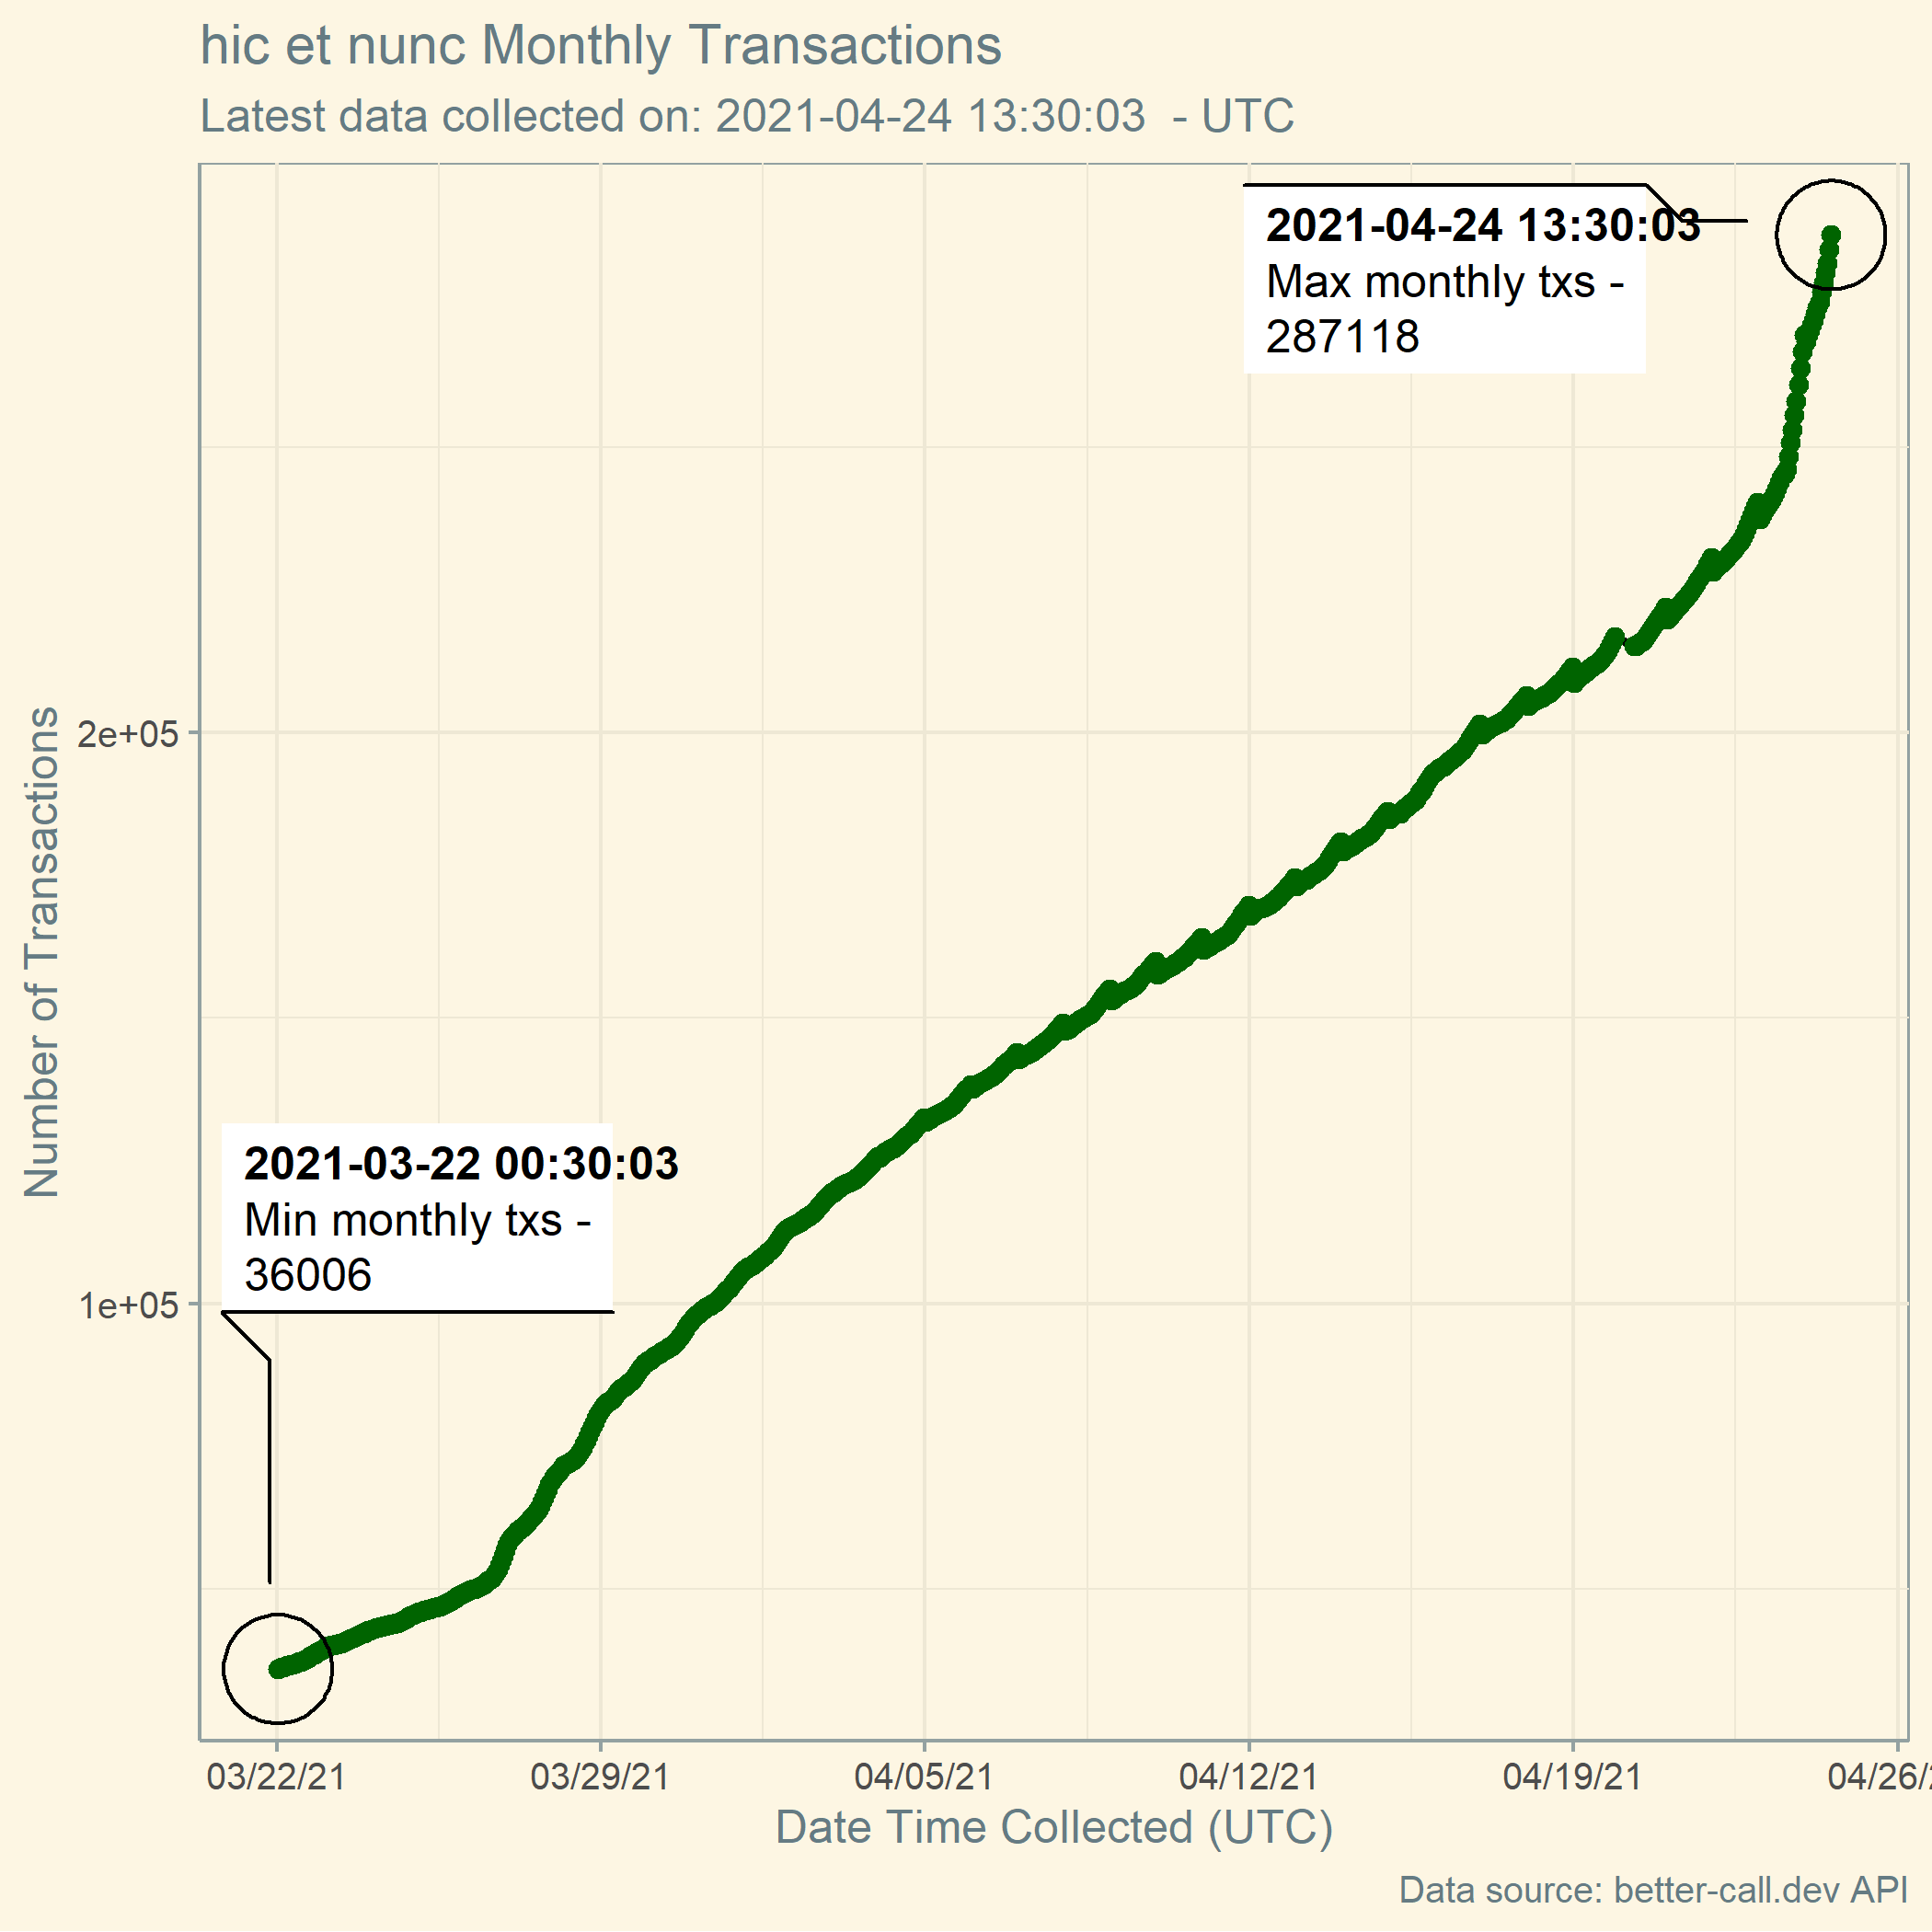 hic et nunc Monthly Transactions
Latest data collected on: 2021-04-24 13:30:03 - UTC
2021-04-24 13:30:03
Max monthly txs -
287118
2e+05
Number of Transactions
2021-03-22 00:30:03
Min monthly txs -
36006
1e+05
03/22/21 03/29/21 04/05/21 04/12/21 04/19/21 04/26/2
Date Time Collected (UTC)
Data source: better-call.dev API